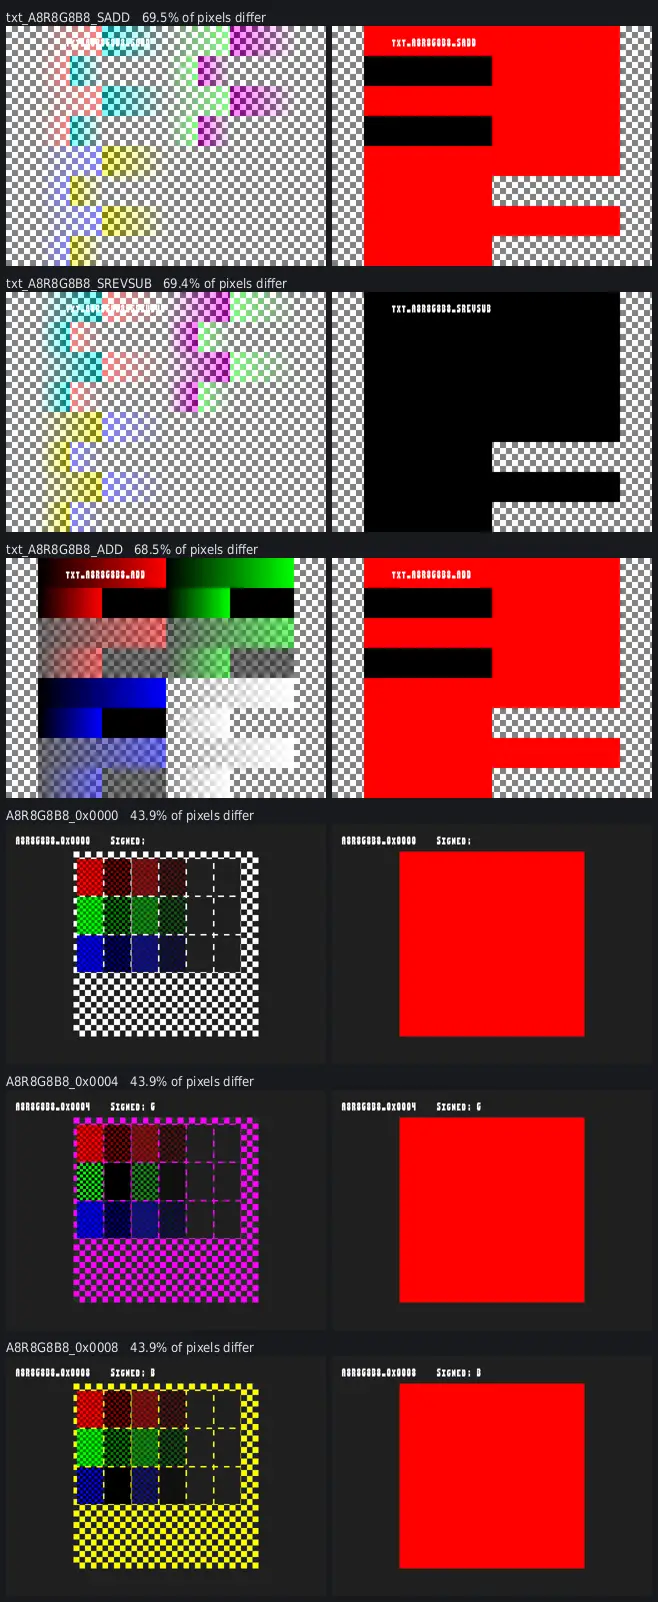 txt_A8R8G8B8_SADD 69.5% of pixels differ
TXT_A8R8G8B8_SADD
txt_A8R8G8B8_SREVSUB 69.4% of pixels differ
TXT_A8R8G8B8_SREVSUB
txt_A8R8G8B8_ADD 68.5% of pixels differ
TXT_A8R8G8B8_ADD TXT_A8R8G8B8_ADD
A8R8G8B8_0x0000 43.9% of pixels differ
A8R8G8B8_0X0000 SIGNED: A8R8G8B8_0X0000 SIGNED:
A8R8G8B8_0x0004 43.9% of pixels differ
A8R8G8B8_0X0004 SIGNED: G A8R8G8B8_0X0004 SIGNED: G
A8R8G8B8_0x0008 43.9% of pixels differ
A8R8G8B8_0X0008 SIGNED: B A8R8G8B8_0X0008 SIGNED: B